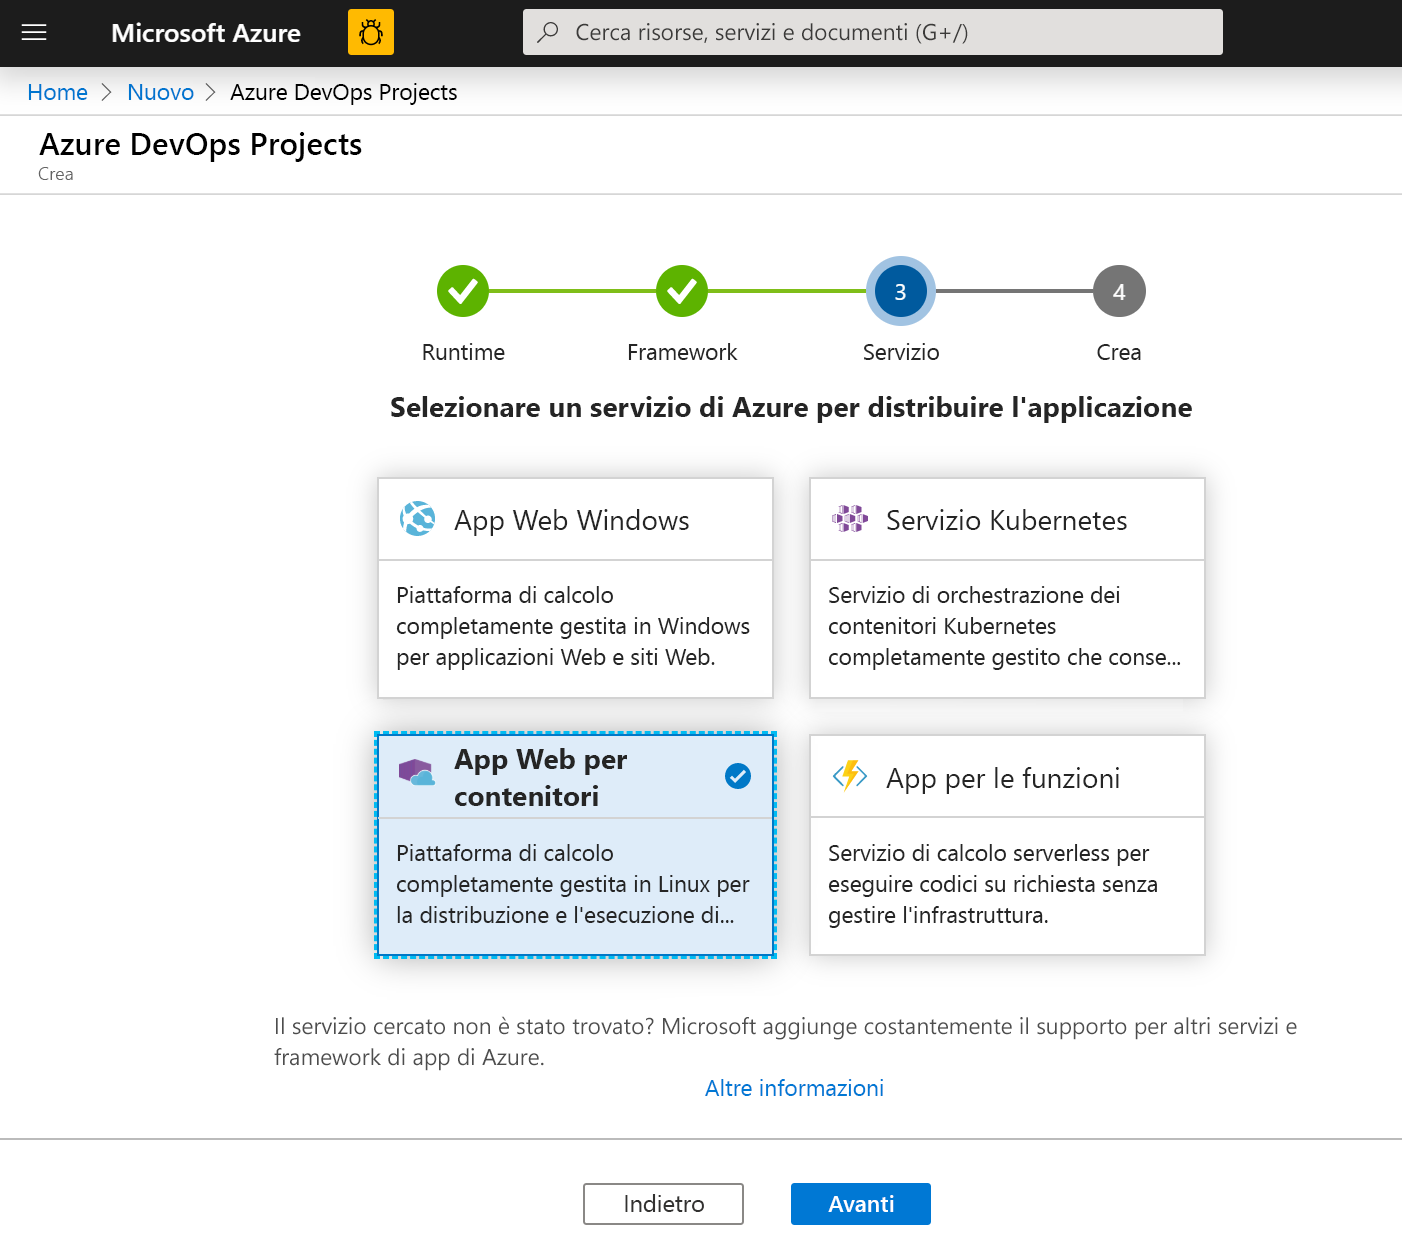 Microsoft Azure
Cerca risorse, servizi e documenti (G+/)
Home > Nuovo > Azure DevOps Projects
Azure DevOps Projects
Crea
3
4
Runtime
Framework
Servizio
Crea
Selezionare un servizio di Azure per distribuire l'applicazione
App Web Windows
Piattaforma di calcolo
completamente gestita in Windows
per applicazioni Web e siti Web.
Servizio Kubernetes
Servizio di orchestrazione dei
contenitori Kubernetes
completamente gestito che conse...
App Web per
contenitori
Piattaforma di calcolo
completamente gestita in Linux per
la distribuzione e l'esecuzione di...
App per le funzioni
Servizio di calcolo serverless per
eseguire codici su richiesta senza
gestire l'infrastruttura.
Il servizio cercato non è stato trovato? Microsoft aggiunge costantemente il supporto per altri servizi e
framework di app di Azure.
Altre informazioni
Indietro
Avanti